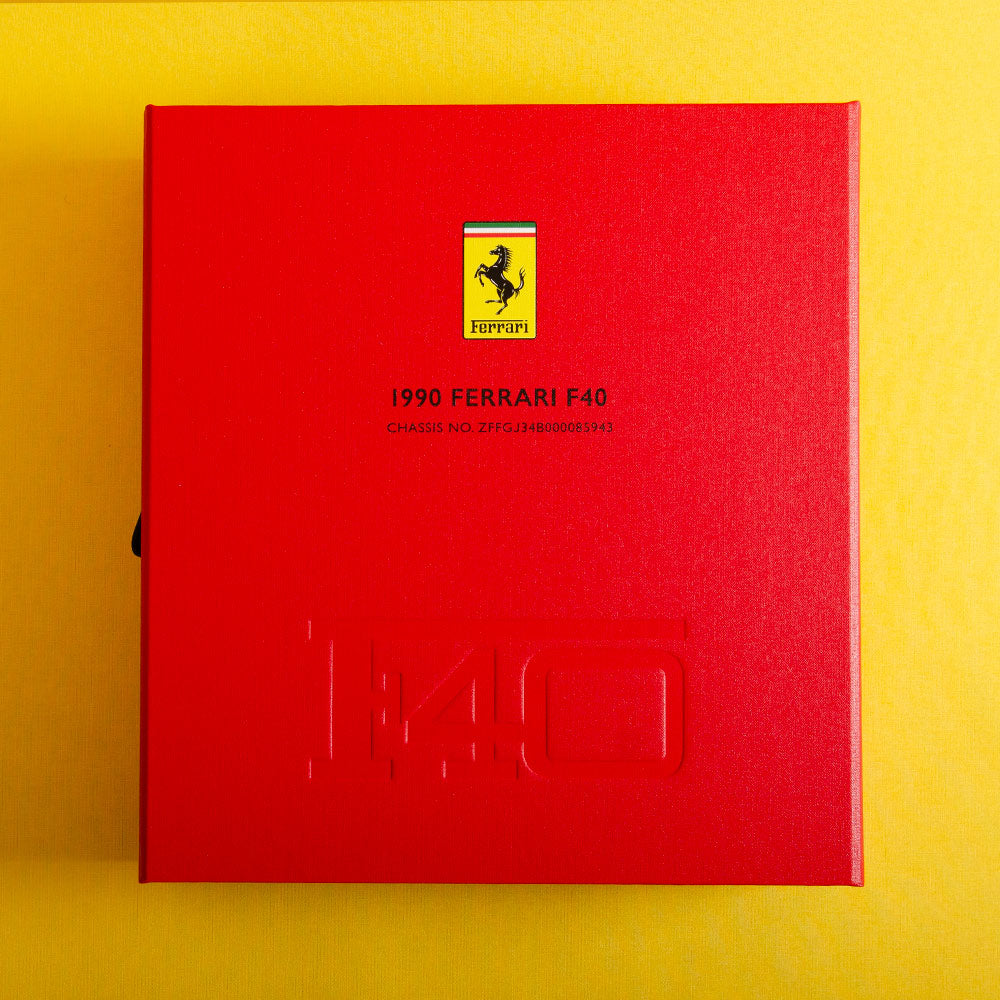 Ferrari
1990 FERRARI F40
CHASSIS NO. ZFFGJ34B000085943
F40